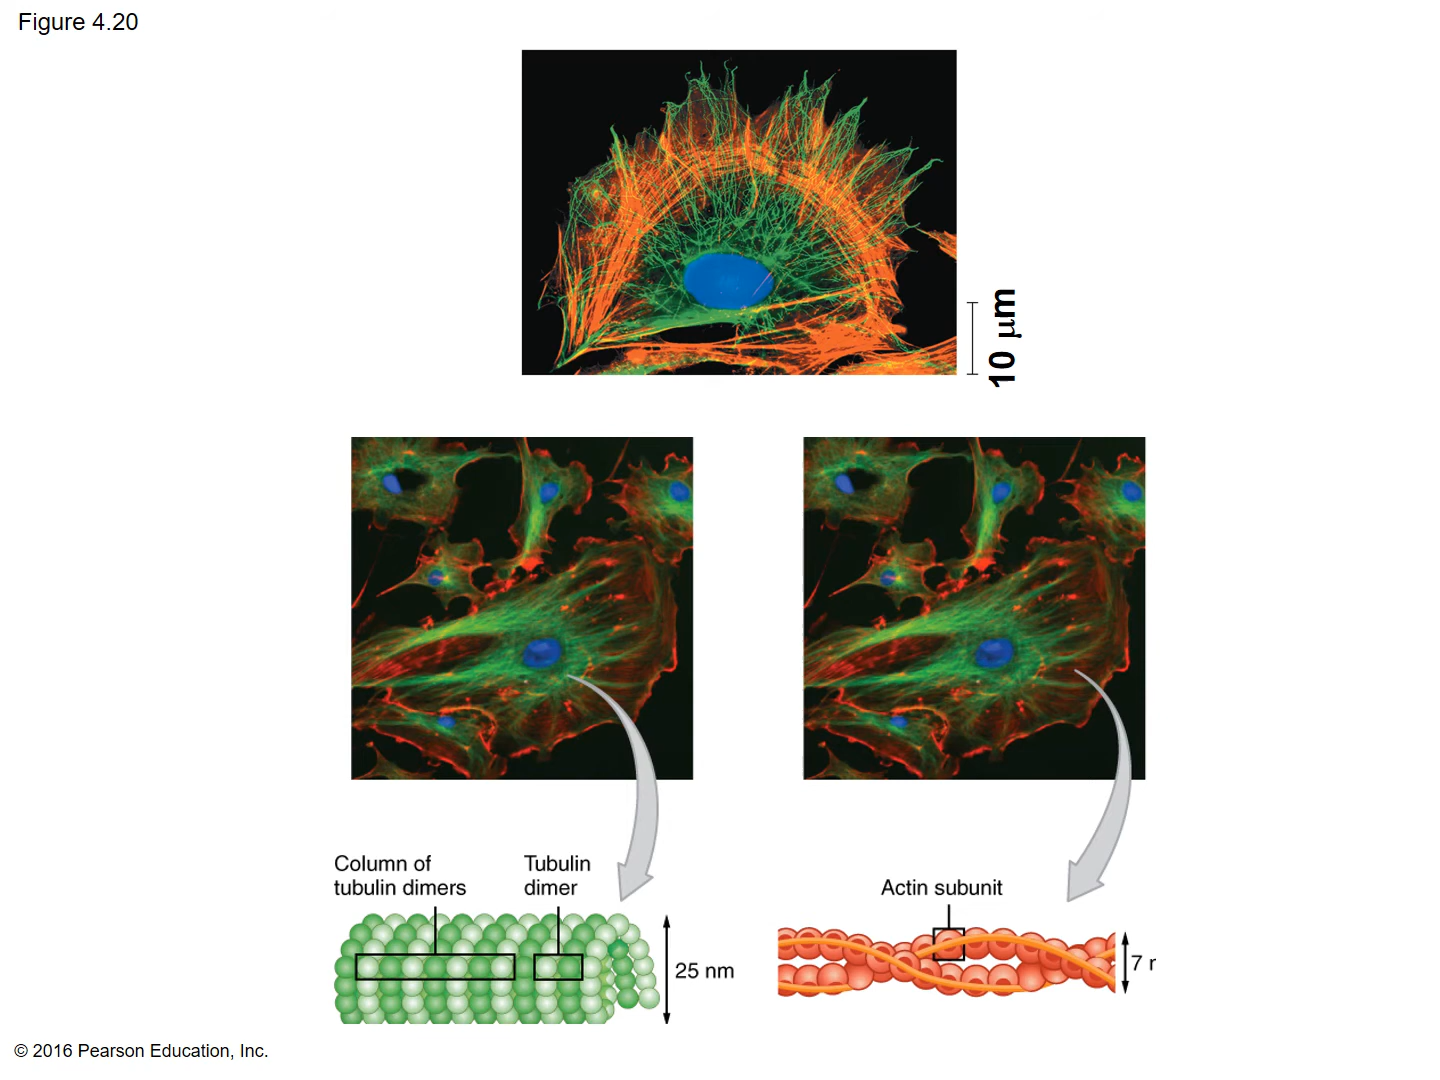 Figure 4.20
10 μm
Column of
tubulin dimers
Tubulin
dimer
Actin subunit
25 nm
7
© 2016 Pearson Education, Inc.